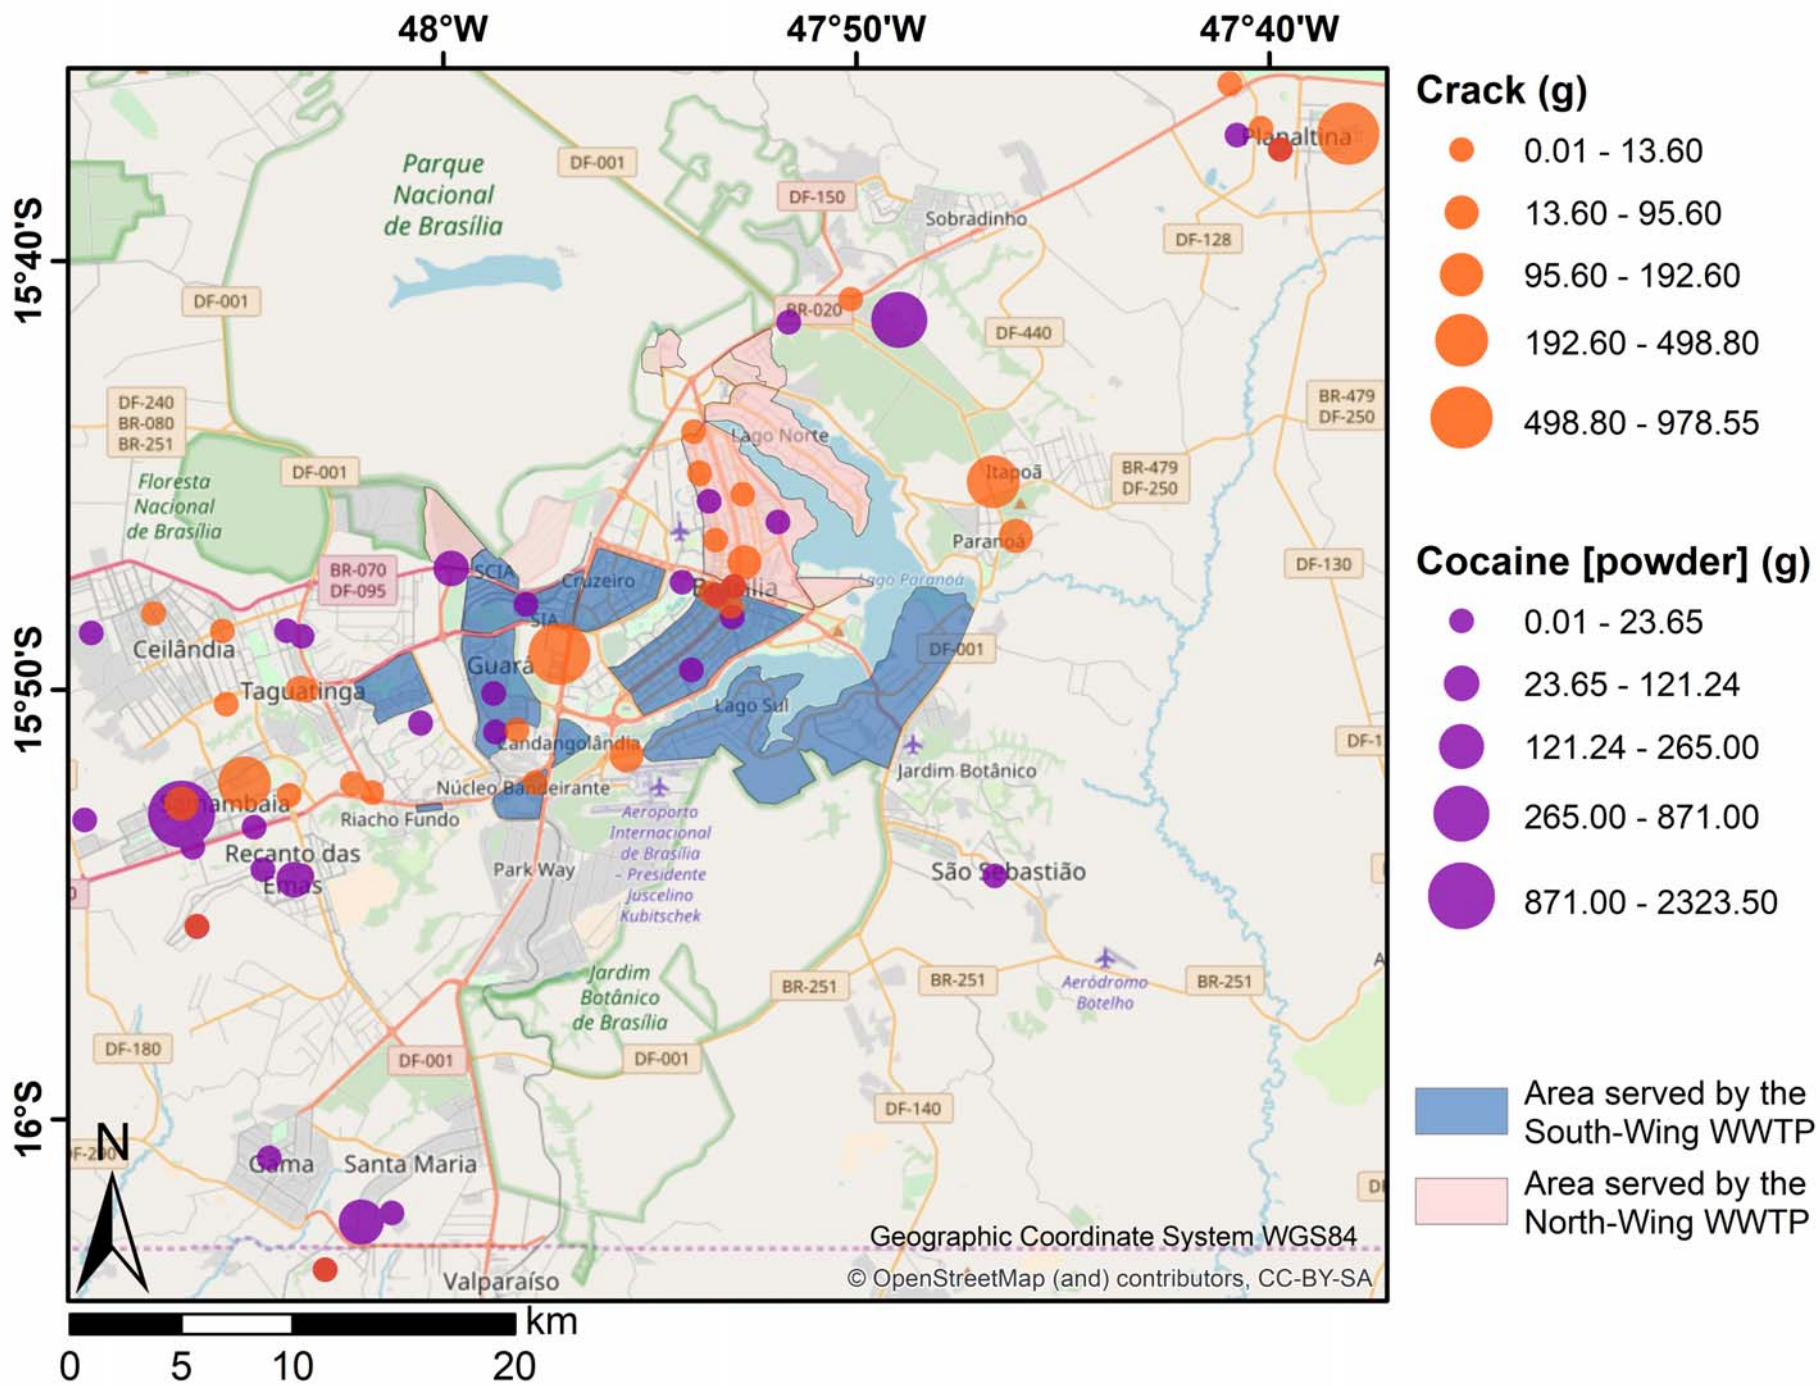 48°W
47°50'W
47°40'W
15°40'S
15°50'S
16°S
Parque
Nacional
de Brasília
DF-001
DF-150
Sobradinho
Planaltina
DF-128
DF-001
BR-020
DF-440
DF-240
BR-080
BR-251
BR-479
DF-250
Lago Norte
DF-001
Floresta
Nacional
de Brasília
Itapoã
BR-479
DF-250
Paranoá
BR-070
DF-095
SCIA
Cruzeiro
Lago Paranoá
DF-130
SIA
Ceilândia
Guará
DF-001
Taguatinga
Lago Sul
Candangolândia
DF-1
Jardim Botânico
Núcleo Bandeirante
Samambaia
Riacho Fundo
Aeroporto
Internacional
de Brasília
– Presidente
Juscelino
Kubitschek
Recanto das
Emas
Park Way
São Sebastião
0
Jardim
Botânico
de Brasília
BR-251
BR-251
Aeródromo
Botelho
BR-251
A
DF-180
DF-001
DF-001
DF-140
N
Gama
Santa Maria
Valparaíso
Geographic Coordinate System WGS84
© OpenStreetMap (and) contributors, CC-BY-SA
km
0
5
10
20
Crack (g)
0.01 - 13.60
13.60 - 95.60
95.60 - 192.60
192.60 - 498.80
498.80 - 978.55
Cocaine [powder] (g)
0.01 - 23.65
23.65 - 121.24
121.24 - 265.00
265.00 - 871.00
871.00 - 2323.50
Area served by the
South-Wing WWTP
Area served by the
North-Wing WWTP